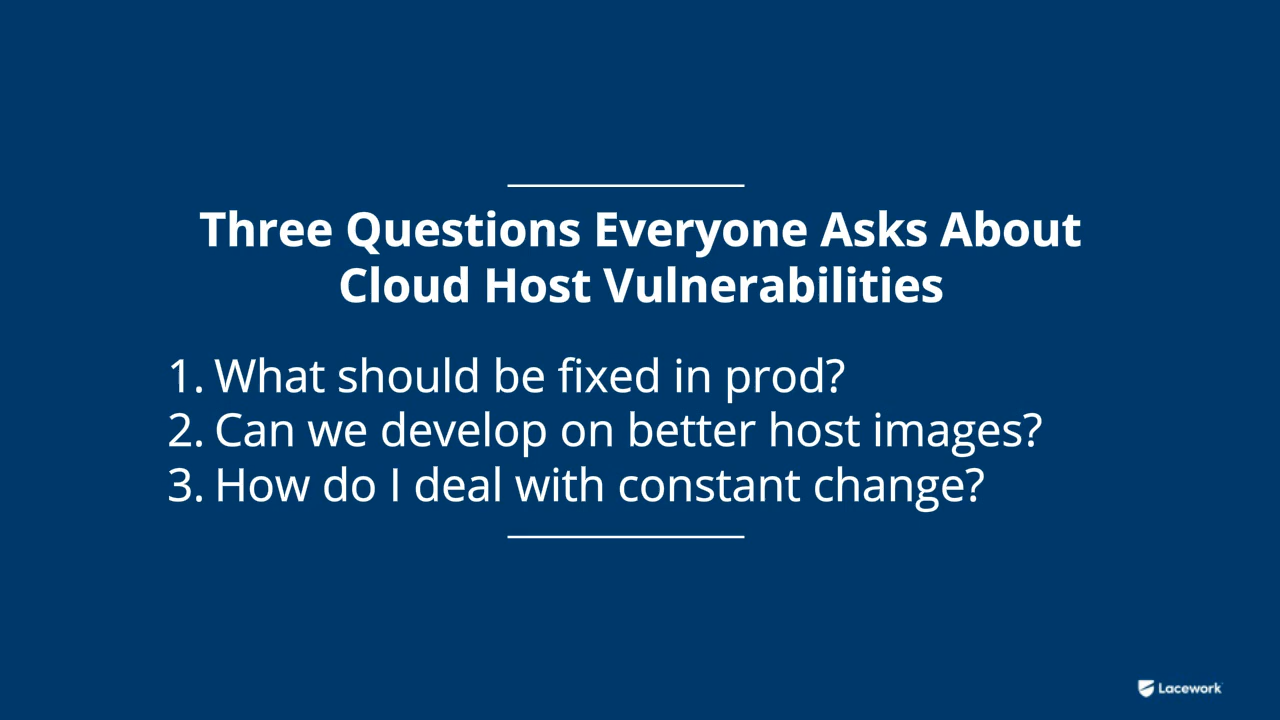 Three Questions Everyone Asks About
Cloud Host Vulnerabilities
1. What should be fixed in prod?
2. Can we develop on better host images?
3. How do I deal with constant change?
Lacework